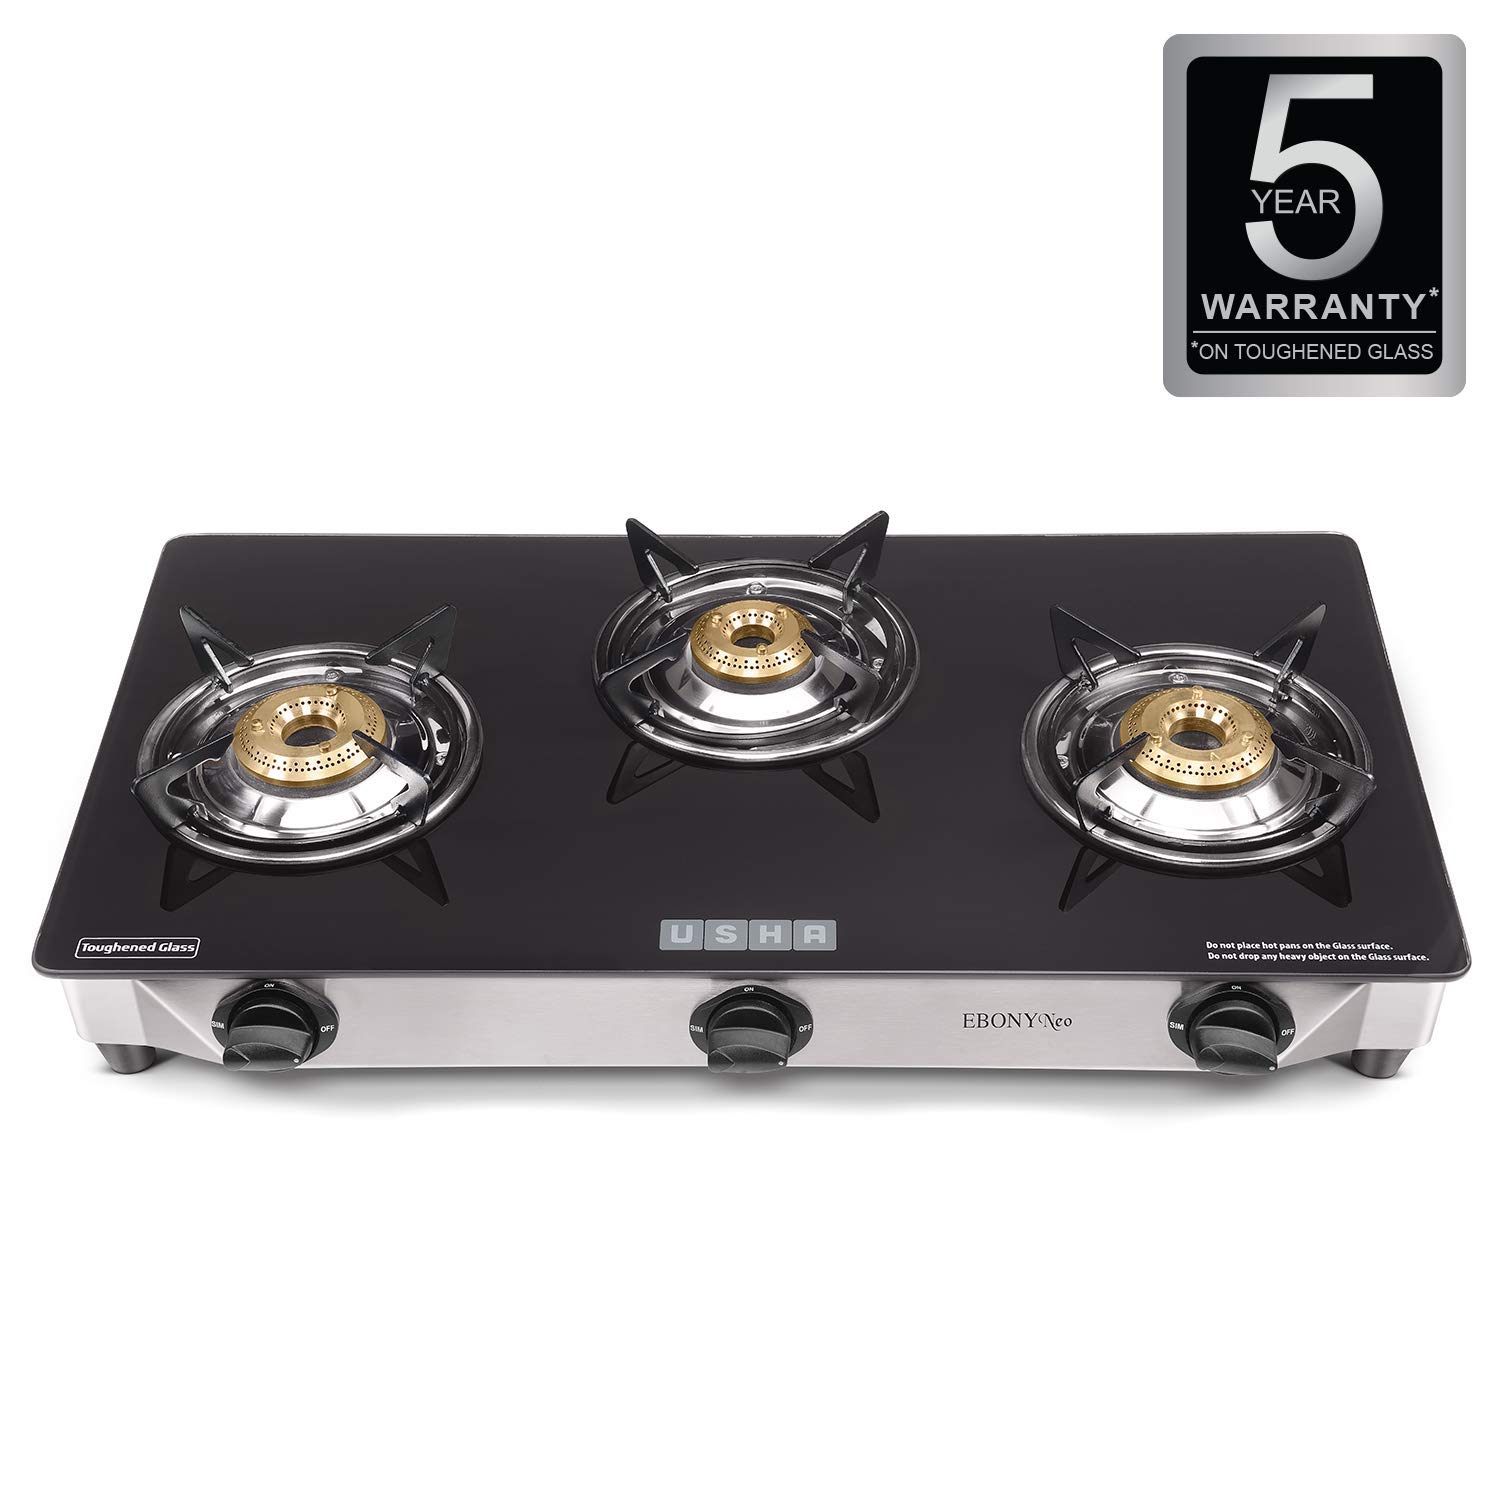 5
YEAR
WARRANTY*
*ON TOUGHENED GLASS
Toughened Glass
USHA
Do not place hot pans on the Glass surface.
Do not drop any heavy object on the Glass surface.
SIM ON OFF
SIM ON OFF
EBONY Neo
SIM ON OFF